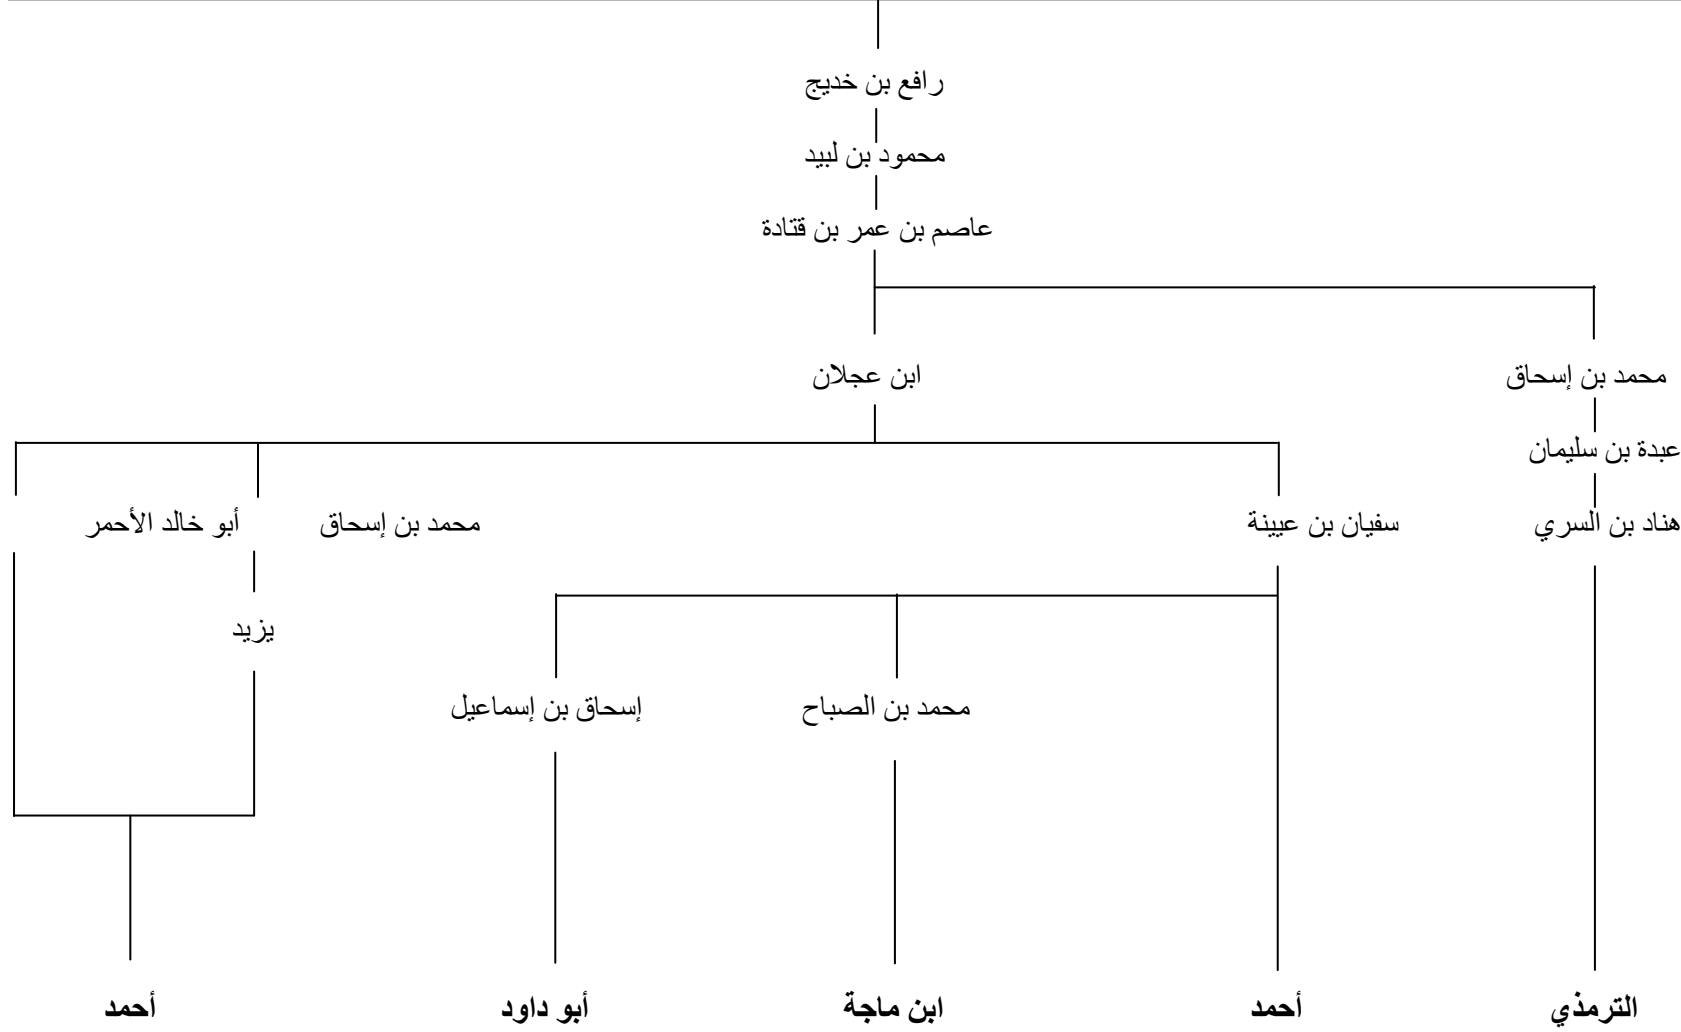 رافع بن خديج
محمود بن لبيد
عاصم بن عمر بن قتادة
محمد بن إسحاق
ابن عجلان
عبدة بن سليمان
هناد بن السري
سفيان بن عيينة
محمد بن إسحاق
أبو خالد الأحمر
يزيد
محمد بن الصباح
إسحاق بن إسماعيل
الترمذي
أحمد
ابن ماجة
أبو داود
أحمد